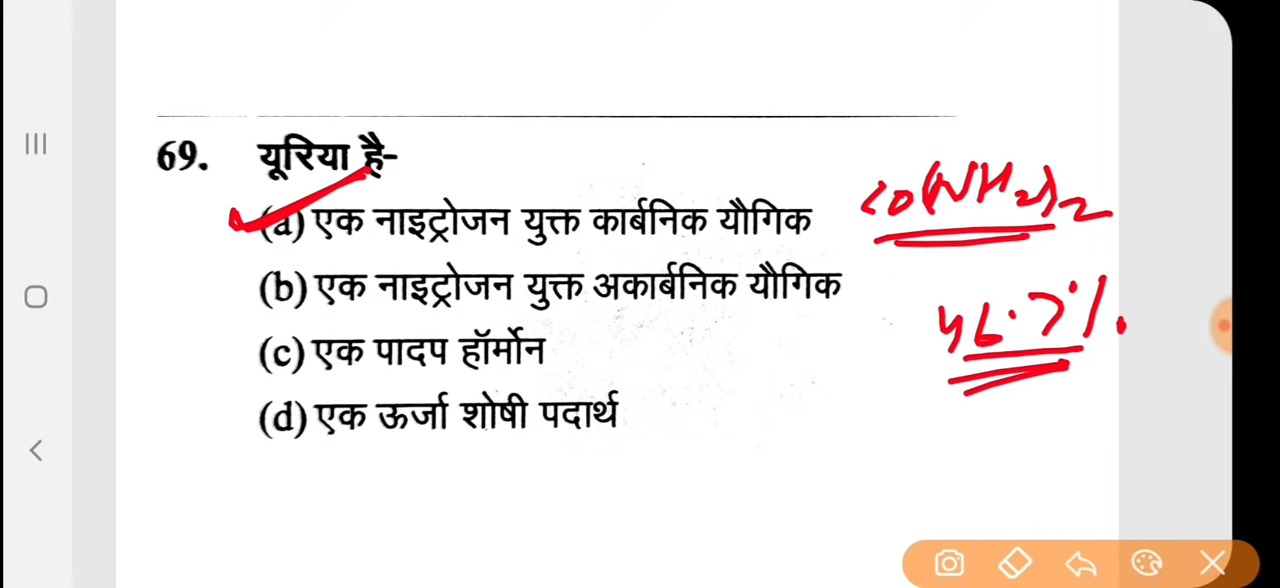 69. यूरिया है-
(a) एक नाइट्रोजन युक्त कार्बनिक यौगिक
CO(NH2)2
(b) एक नाइट्रोजन युक्त अकार्बनिक यौगिक
46.7%.
(c) एक पादप हॉर्मोन
(d) एक ऊर्जा शोषी पदार्थ